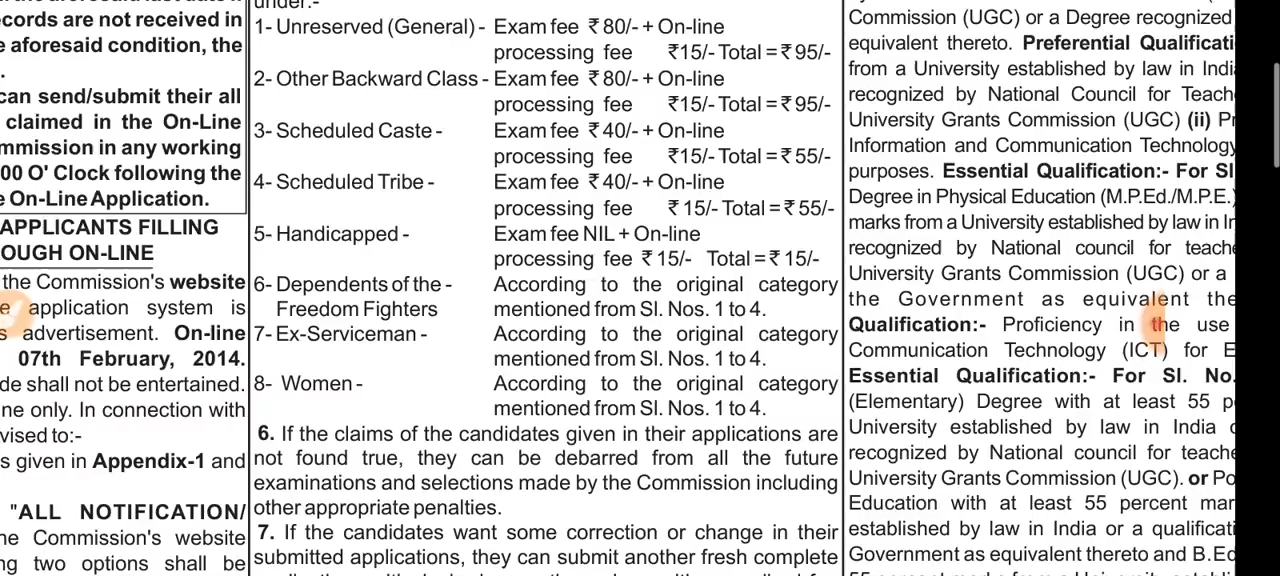 ecords are not received in
e aforesaid condition, the
.
can send/submit their all
claimed in the On-Line
mmission in any working
00 O' Clock following the
e On-Line Application.
APPLICANTS FILLING
OUGH ON-LINE
the Commission's website
e application system is
s advertisement. On-line
07th February, 2014.
de shall not be entertained.
ne only. In connection with
vised to:-
s given in Appendix-1 and
"ALL NOTIFICATION/
he Commission's website
ng two options shall be
under:-
1- Unreserved (General) - Exam fee ₹80/- + On-line
processing fee ₹15/- Total = ₹95/-
2- Other Backward Class - Exam fee ₹80/- + On-line
processing fee ₹15/- Total = ₹95/-
3- Scheduled Caste - Exam fee ₹40/- + On-line
processing fee ₹15/- Total = ₹55/-
4- Scheduled Tribe - Exam fee ₹40/- + On-line
processing fee ₹15/- Total = ₹55/-
5- Handicapped - Exam fee NIL + On-line
processing fee ₹15/- Total = ₹15/-
6- Dependents of the - According to the original category
Freedom Fighters mentioned from Sl. Nos. 1 to 4.
7- Ex-Serviceman - According to the original category
mentioned from Sl. Nos. 1 to 4.
8- Women - According to the original category
mentioned from Sl. Nos. 1 to 4.
6. If the claims of the candidates given in their applications are
not found true, they can be debarred from all the future
examinations and selections made by the Commission including
other appropriate penalties.
7. If the candidates want some correction or change in their
submitted applications, they can submit another fresh complete
Commission (UGC) or a Degree recognized
equivalent thereto. Preferential Qualificati
from a University established by law in Indi
recognized by National Council for Teach
University Grants Commission (UGC) (ii) Pr
Information and Communication Technology
purposes. Essential Qualification:- For Sl
Degree in Physical Education (M.P.Ed./M.P.E.)
marks from a University established by law in In
recognized by National council for teache
University Grants Commission (UGC) or a
the Government as equivalent the
Qualification:- Proficiency in the use
Communication Technology (ICT) for E
Essential Qualification:- For Sl. No.
(Elementary) Degree with at least 55 p
University established by law in India o
recognized by National council for teache
University Grants Commission (UGC). or Po
Education with at least 55 percent mar
established by law in India or a qualificati
Government as equivalent thereto and B.Ed